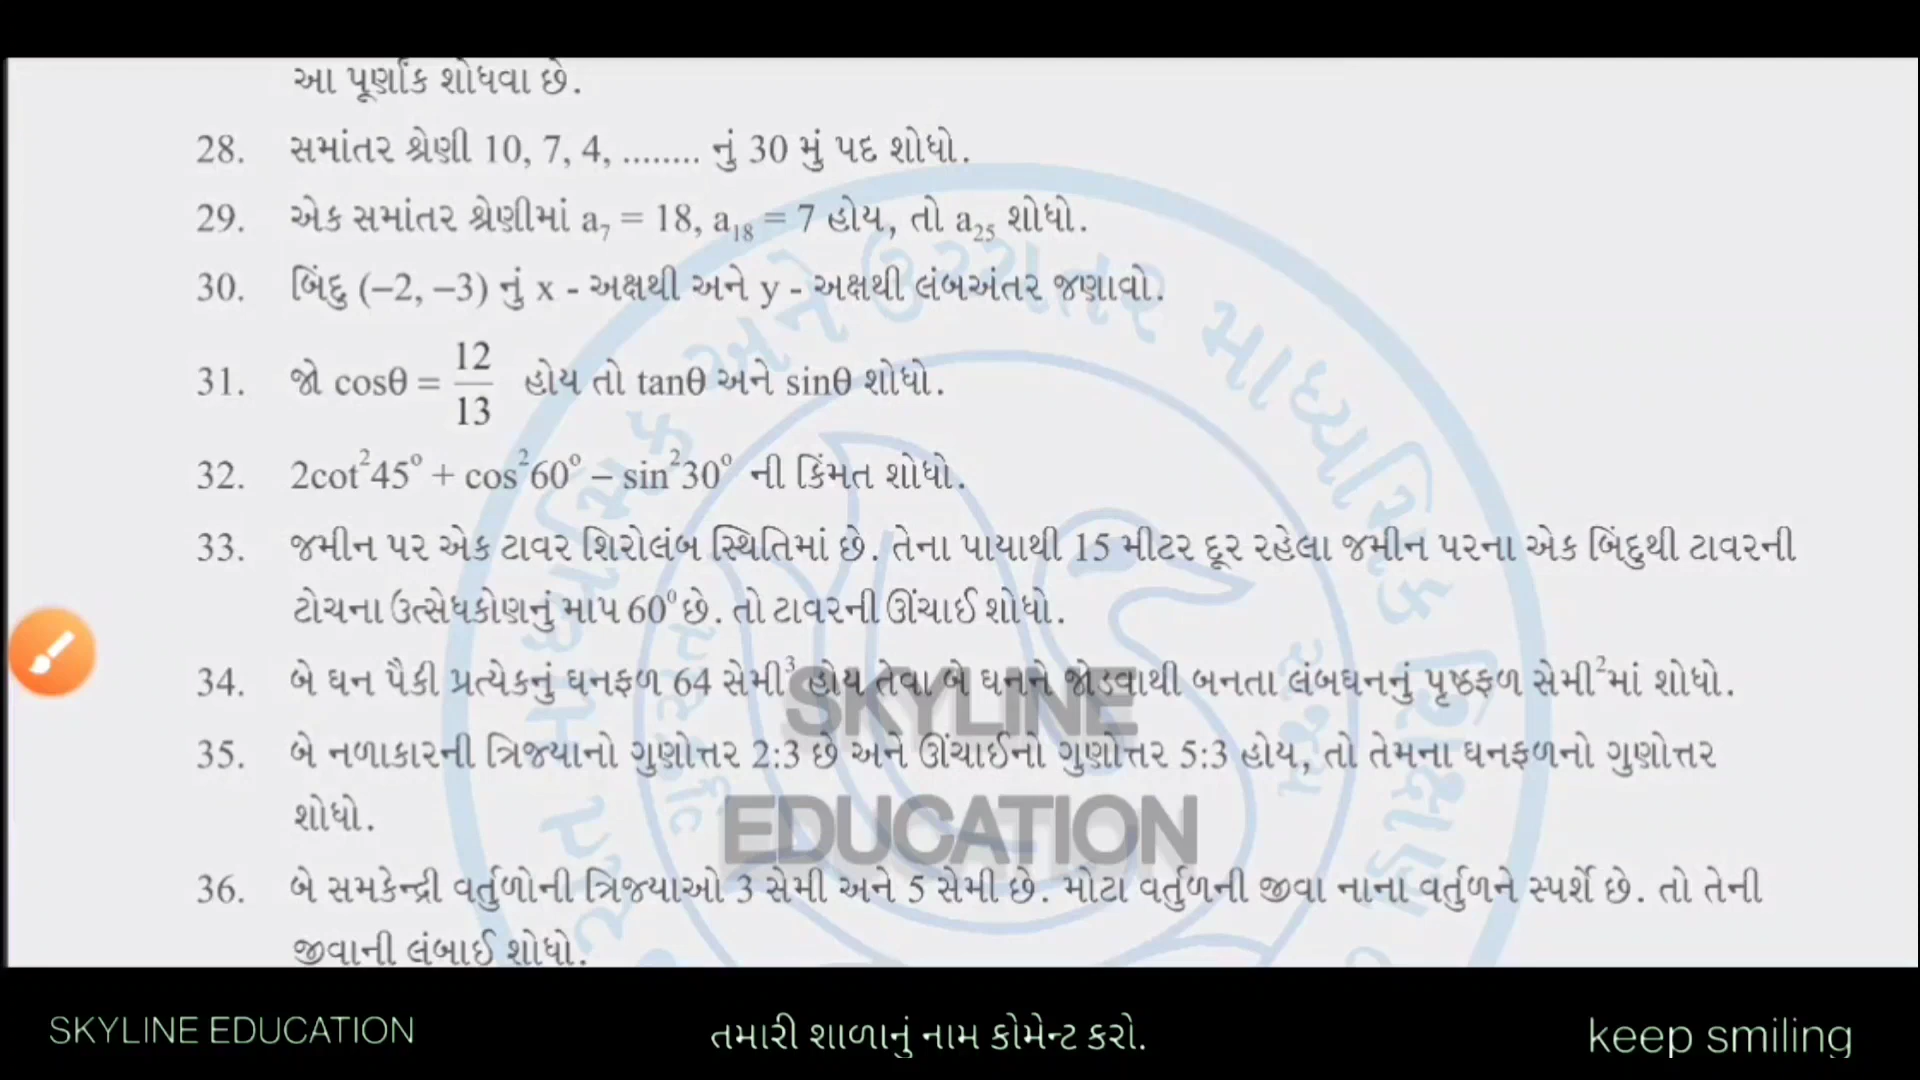 આ પૂર્ણાંક શોધવા છે.
28. સમાંતર શ્રેણી 10, 7, 4, ........ નું 30 મું પદ શોધો.
29. એક સમાંતર શ્રેણીમાં a₇ = 18, a₁₈ = 7 હોય, તો a₂₅ શોધો.
30. બિંદુ (–2, –3) નું x - અક્ષથી અને y - અક્ષથી લંબઅંતર જણાવો.
31. જો cosθ = 12/13 હોય તો tanθ અને sinθ શોધો.
32. 2cot²45° + cos²60° – sin²30° ની કિંમત શોધો.
33. જમીન પર એક ટાવર શિરોલંબ સ્થિતિમાં છે. તેના પાયાથી 15 મીટર દૂર રહેલા જમીન પરના એક બિંદુથી ટાવરની
ટોચના ઉત્સેધકોણનું માપ 60° છે. તો ટાવરની ઊંચાઈ શોધો.
34. બે ઘન પૈકી પ્રત્યેકનું ઘનફળ 64 સેમી³ હોય તેવા બે ઘનને જોડવાથી બનતા લંબઘનનું પૃષ્ઠફળ સેમી²માં શોધો.
SKYLINE
35. બે નળાકારની ત્રિજ્યાનો ગુણોત્તર 2:3 છે અને ઊંચાઈનો ગુણોત્તર 5:3 હોય, તો તેમના ઘનફળનો ગુણોત્તર
શોધો.
EDUCATION
36. બે સમકેન્દ્રી વર્તુળોની ત્રિજ્યાઓ 3 સેમી અને 5 સેમી છે. મોટા વર્તુળની જીવા નાના વર્તુળને સ્પર્શે છે. તો તેની
જીવાની લંબાઈ શોધો.
SKYLINE EDUCATION
તમારી શાળાનું નામ કોમેન્ટ કરો.
keep smiling